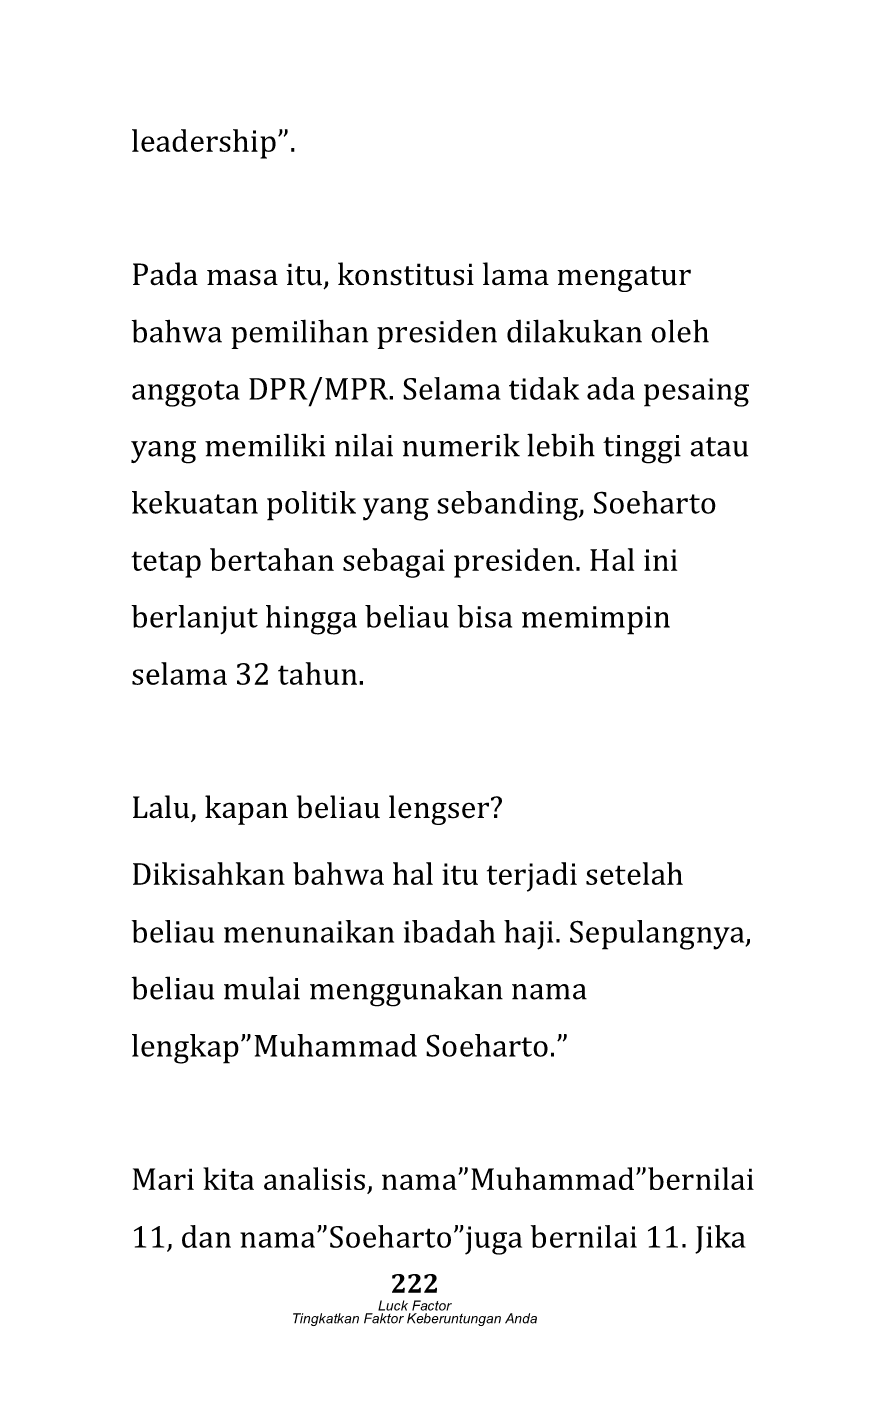 leadership”.
Pada masa itu, konstitusi lama mengatur
bahwa pemilihan presiden dilakukan oleh
anggota DPR/MPR. Selama tidak ada pesaing
yang memiliki nilai numerik lebih tinggi atau
kekuatan politik yang sebanding, Soeharto
tetap bertahan sebagai presiden. Hal ini
berlanjut hingga beliau bisa memimpin
selama 32 tahun.
Lalu, kapan beliau lengser?
Dikisahkan bahwa hal itu terjadi setelah
beliau menunaikan ibadah haji. Sepulangnya,
beliau mulai menggunakan nama
lengkap”Muhammad Soeharto.”
Mari kita analisis, nama”Muhammad”bernilai
11, dan nama”Soeharto”juga bernilai 11. Jika
222
Luck Factor
Tingkatkan Faktor Keberuntungan Anda